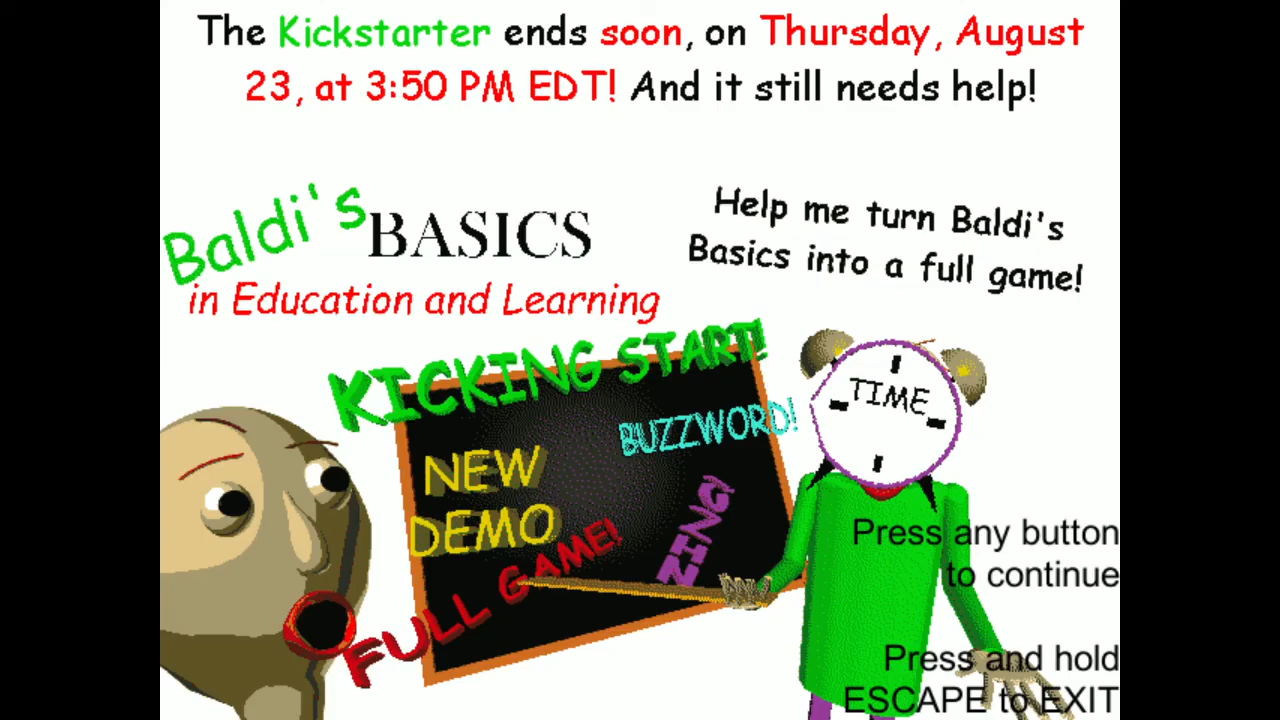 The Kickstarter ends soon, on Thursday, August
23, at 3:50 PM EDT! And it still needs help!
Baldi's BASICS
in Education and Learning
Help me turn Baldi's
Basics into a full game!
KICKING START!
BUZZWORD!
NEW
DEMO
ZING!
FULL GAME!
TIME
Press any button
to continue
Press and hold
ESCAPE to EXIT